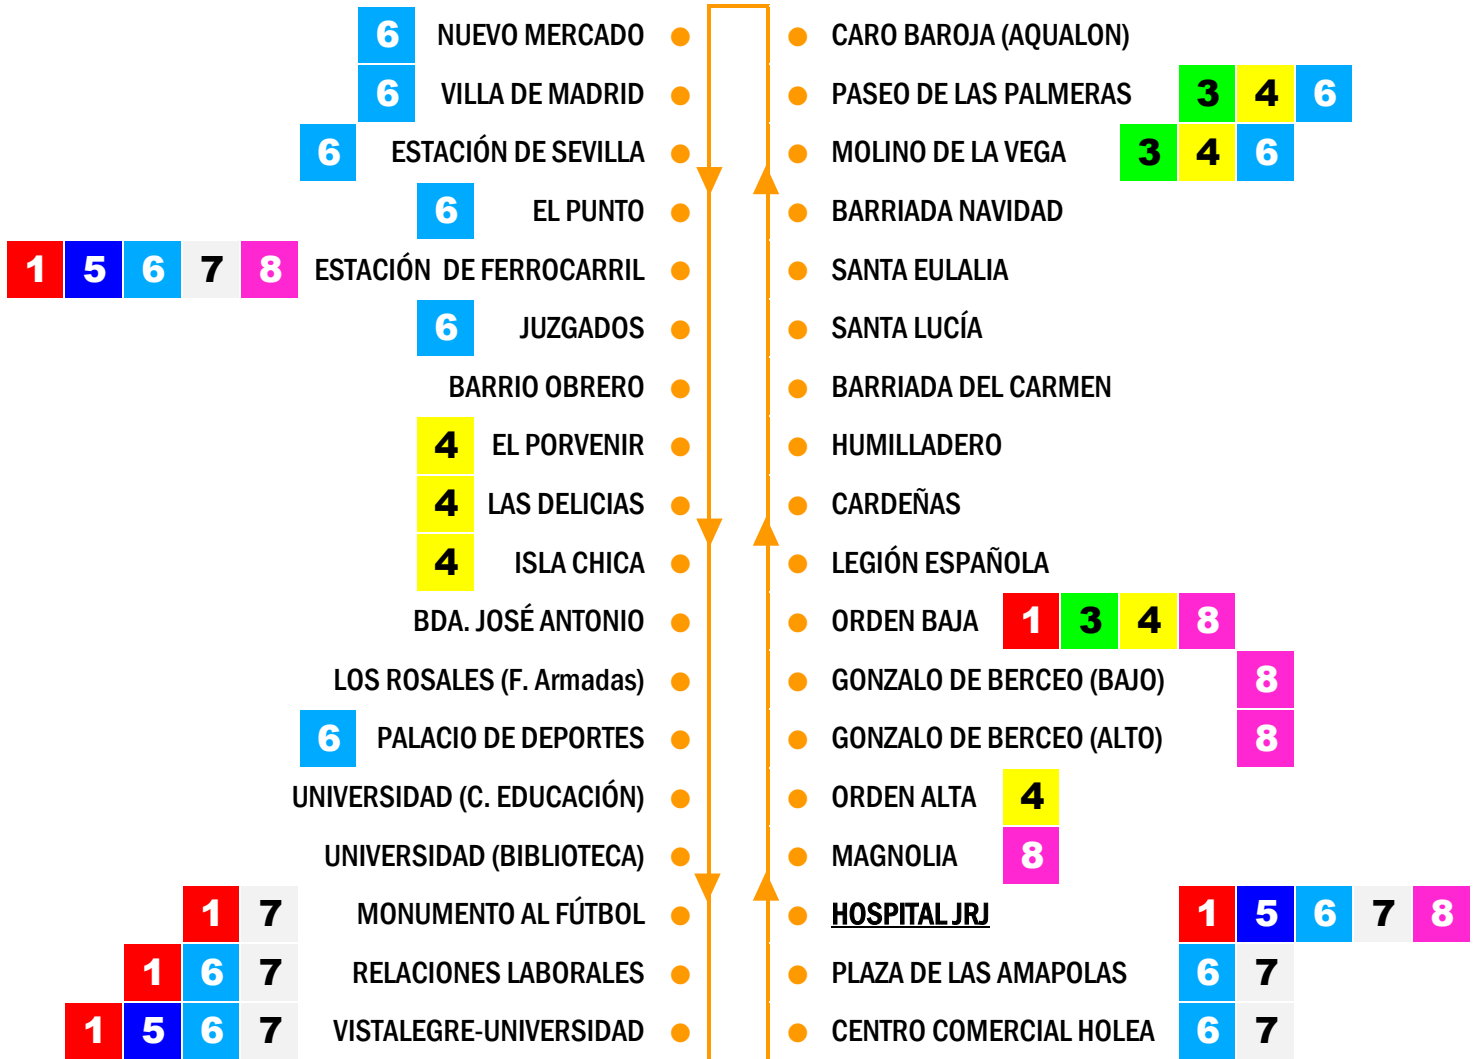 6 NUEVO MERCADO CARO BAROJA (AQUALON)
6 VILLA DE MADRID PASEO DE LAS PALMERAS 3 4 6
6 ESTACIÓN DE SEVILLA MOLINO DE LA VEGA 3 4 6
6 EL PUNTO BARRIADA NAVIDAD
1 5 6 7 8 ESTACIÓN DE FERROCARRIL SANTA EULALIA
6 JUZGADOS SANTA LUCÍA
BARRIO OBRERO BARRIADA DEL CARMEN
4 EL PORVENIR HUMILLADERO
4 LAS DELICIAS CARDEÑAS
4 ISLA CHICA LEGIÓN ESPAÑOLA
BDA. JOSÉ ANTONIO ORDEN BAJA 1 3 4 8
LOS ROSALES (F. Armadas) GONZALO DE BERCEO (BAJO) 8
6 PALACIO DE DEPORTES GONZALO DE BERCEO (ALTO) 8
UNIVERSIDAD (C. EDUCACIÓN) ORDEN ALTA 4
UNIVERSIDAD (BIBLIOTECA) MAGNOLIA 8
1 7 MONUMENTO AL FÚTBOL HOSPITAL JRJ 1 5 6 7 8
1 6 7 RELACIONES LABORALES PLAZA DE LAS AMAPOLAS 6 7
1 5 6 7 VISTALEGRE-UNIVERSIDAD CENTRO COMERCIAL HOLEA 6 7